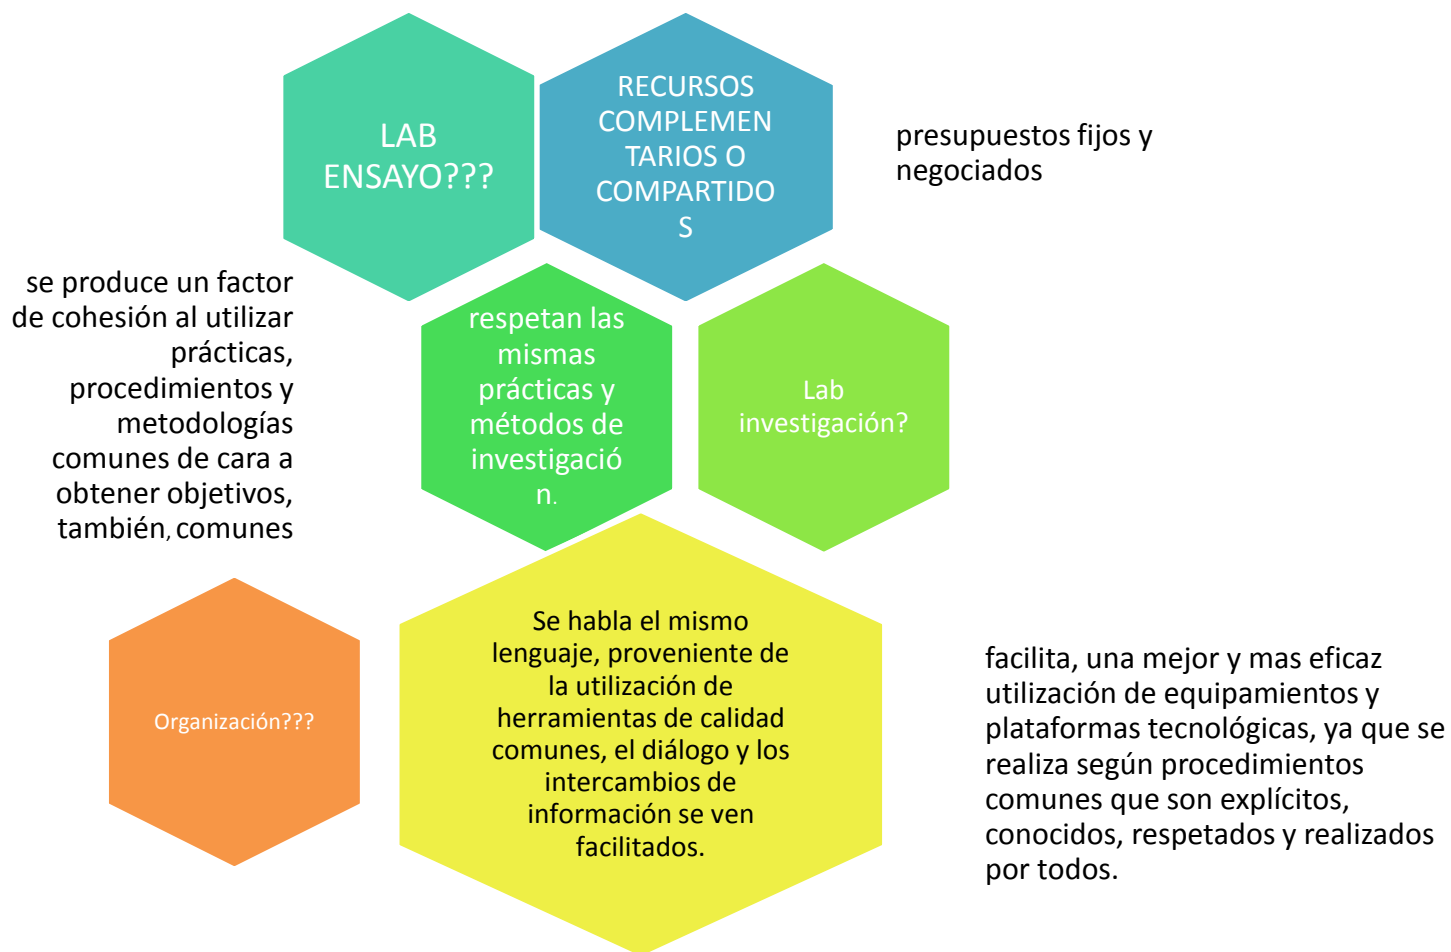 LAB
ENSAYO???
RECURSOS
COMPLEMEN
TARIOS O
COMPARTIDO
S
presupuestos fijos y
negociados
se produce un factor
de cohesión al utilizar
prácticas,
procedimientos y
metodologías
comunes de cara a
obtener objetivos,
también, comunes
respetan las
mismas
prácticas y
métodos de
investigació
n.
Lab
investigación?
Organización???
Se habla el mismo
lenguaje, proveniente de
la utilización de
herramientas de calidad
comunes, el diálogo y los
intercambios de
información se ven
facilitados.
facilita, una mejor y mas eficaz
utilización de equipamientos y
plataformas tecnológicas, ya que se
realiza según procedimientos
comunes que son explícitos,
conocidos, respetados y realizados
por todos.